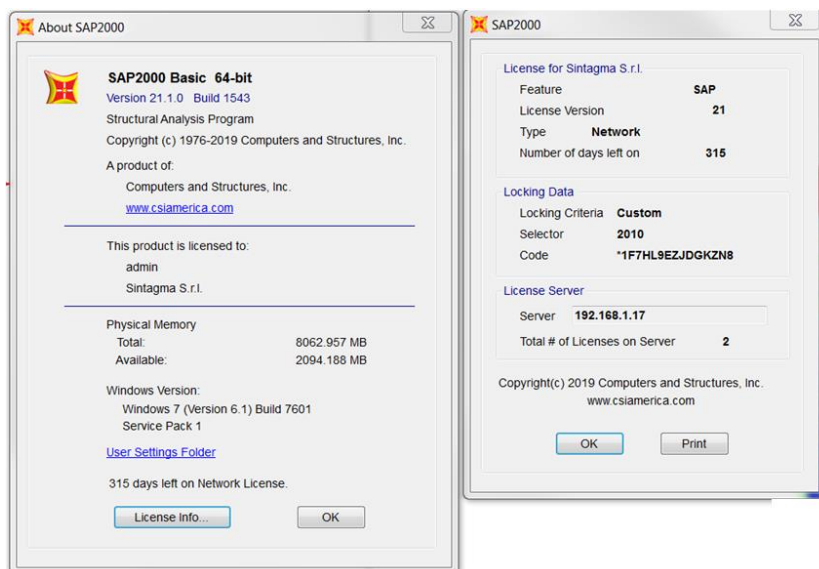 About SAP2000
SAP2000 Basic 64-bit
Version 21.1.0 Build 1543
Structural Analysis Program
Copyright (c) 1976-2019 Computers and Structures, Inc.
A product of:
Computers and Structures, Inc.
www.csiamerica.com
This product is licensed to:
admin
Sintagma S.r.l.
Physical Memory
Total: 8062.957 MB
Available: 2094.188 MB
Windows Version:
Windows 7 (Version 6.1) Build 7601
Service Pack 1
User Settings Folder
315 days left on Network License.
License Info... OK
SAP2000
License for Sintagma S.r.l.
Feature SAP
License Version 21
Type Network
Number of days left on 315
Locking Data
Locking Criteria Custom
Selector 2010
Code *1F7HL9EZJDGKZN8
License Server
Server 192.168.1.17
Total # of Licenses on Server 2
Copyright(c) 2019 Computers and Structures, Inc.
www.csiamerica.com
OK Print